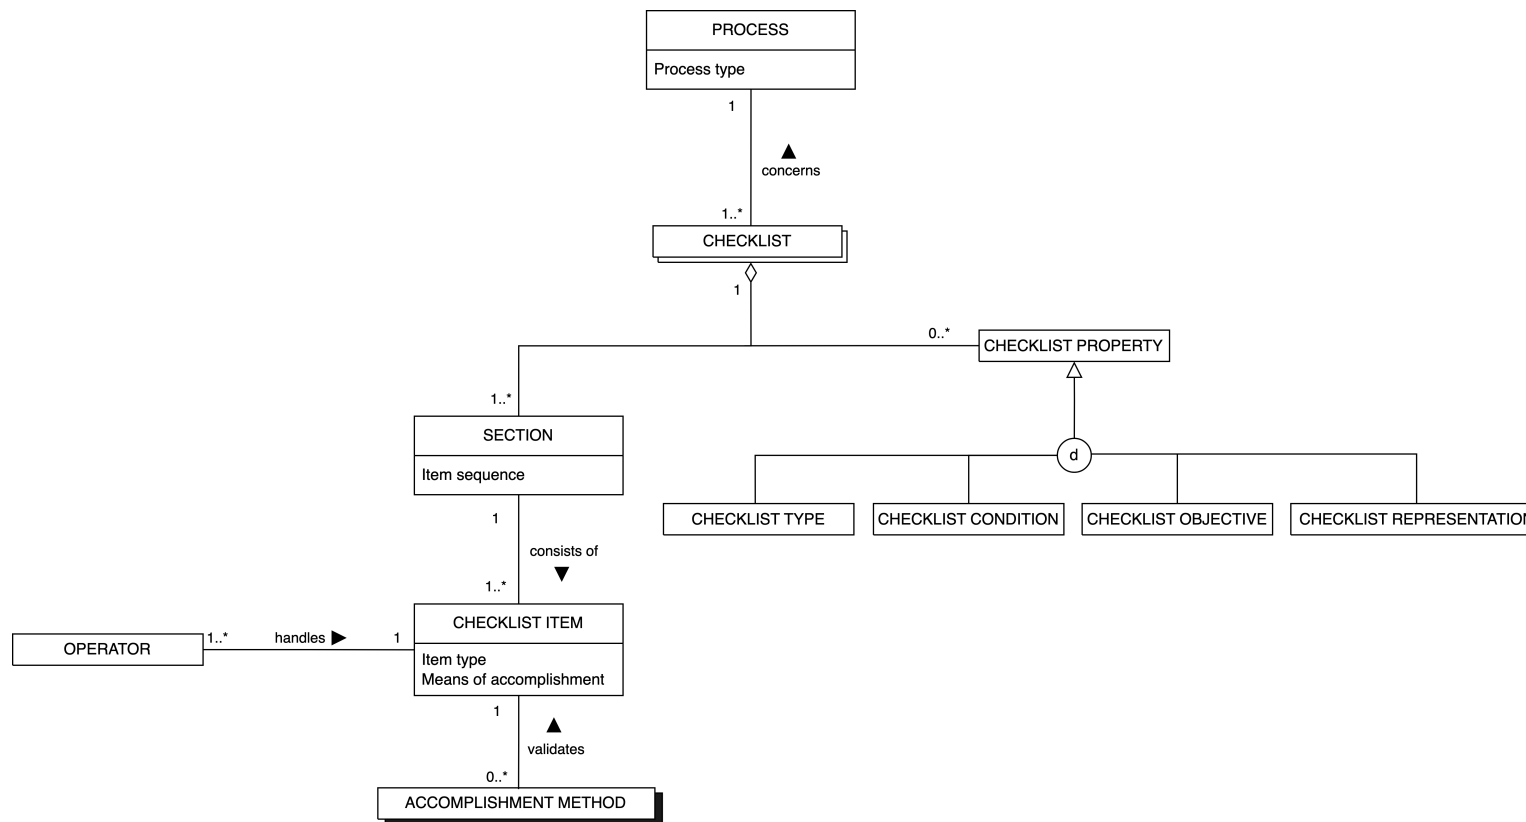 PROCESS
Process type
1
concerns
1..*
CHECKLIST
1
0..*
CHECKLIST PROPERTY
1..*
SECTION
d
Item sequence
CHECKLIST TYPE
CHECKLIST CONDITION
CHECKLIST OBJECTIVE
CHECKLIST REPRESENTATION
1
consists of
1..*
CHECKLIST ITEM
OPERATOR
1..*
handles
1
Item type
Means of accomplishment
1
validates
0..*
ACCOMPLISHMENT METHOD